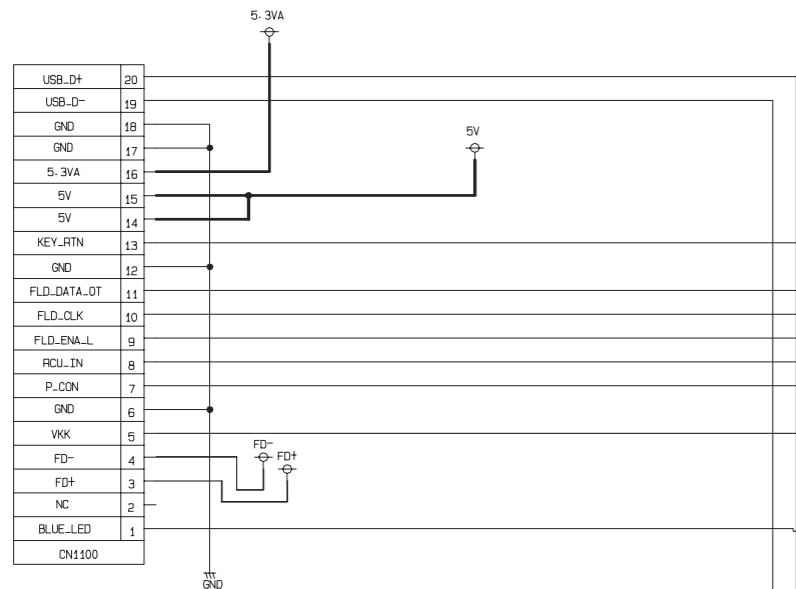 5.3VA
USB_D+ 20
USB_D- 19
GND 18
GND 17
5V
5.3VA 16
5V 15
5V 14
KEY_RTN 13
GND 12
FLD_DATA_OT 11
FLD_CLK 10
FLD_ENA_L 9
RCU_IN 8
P_CON 7
GND 6
VKK 5
FD-
FD- 4
FD+
FD+ 3
NC 2
BLUE_LED 1
CN1100
GND